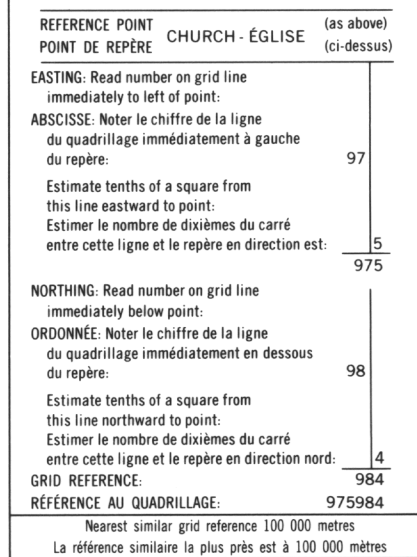 REFERENCE POINT CHURCH - ÉGLISE (as above)
POINT DE REPÈRE (ci-dessus)
EASTING: Read number on grid line
immediately to left of point:
ABSCISSE: Noter le chiffre de la ligne
du quadrillage immédiatement à gauche
du repère: 97
Estimate tenths of a square from
this line eastward to point:
Estimer le nombre de dixièmes du carré
entre cette ligne et le repère en direction est: 5
975
NORTHING: Read number on grid line
immediately below point:
ORDONNÉE: Noter le chiffre de la ligne
du quadrillage immédiatement en dessous
du repère: 98
Estimate tenths of a square from
this line northward to point:
Estimer le nombre de dixièmes du carré
entre cette ligne et le repère en direction nord: 4
GRID REFERENCE: 984
RÉFÉRENCE AU QUADRILLAGE: 975984
Nearest similar grid reference 100 000 metres
La référence similaire la plus près est à 100 000 mètres